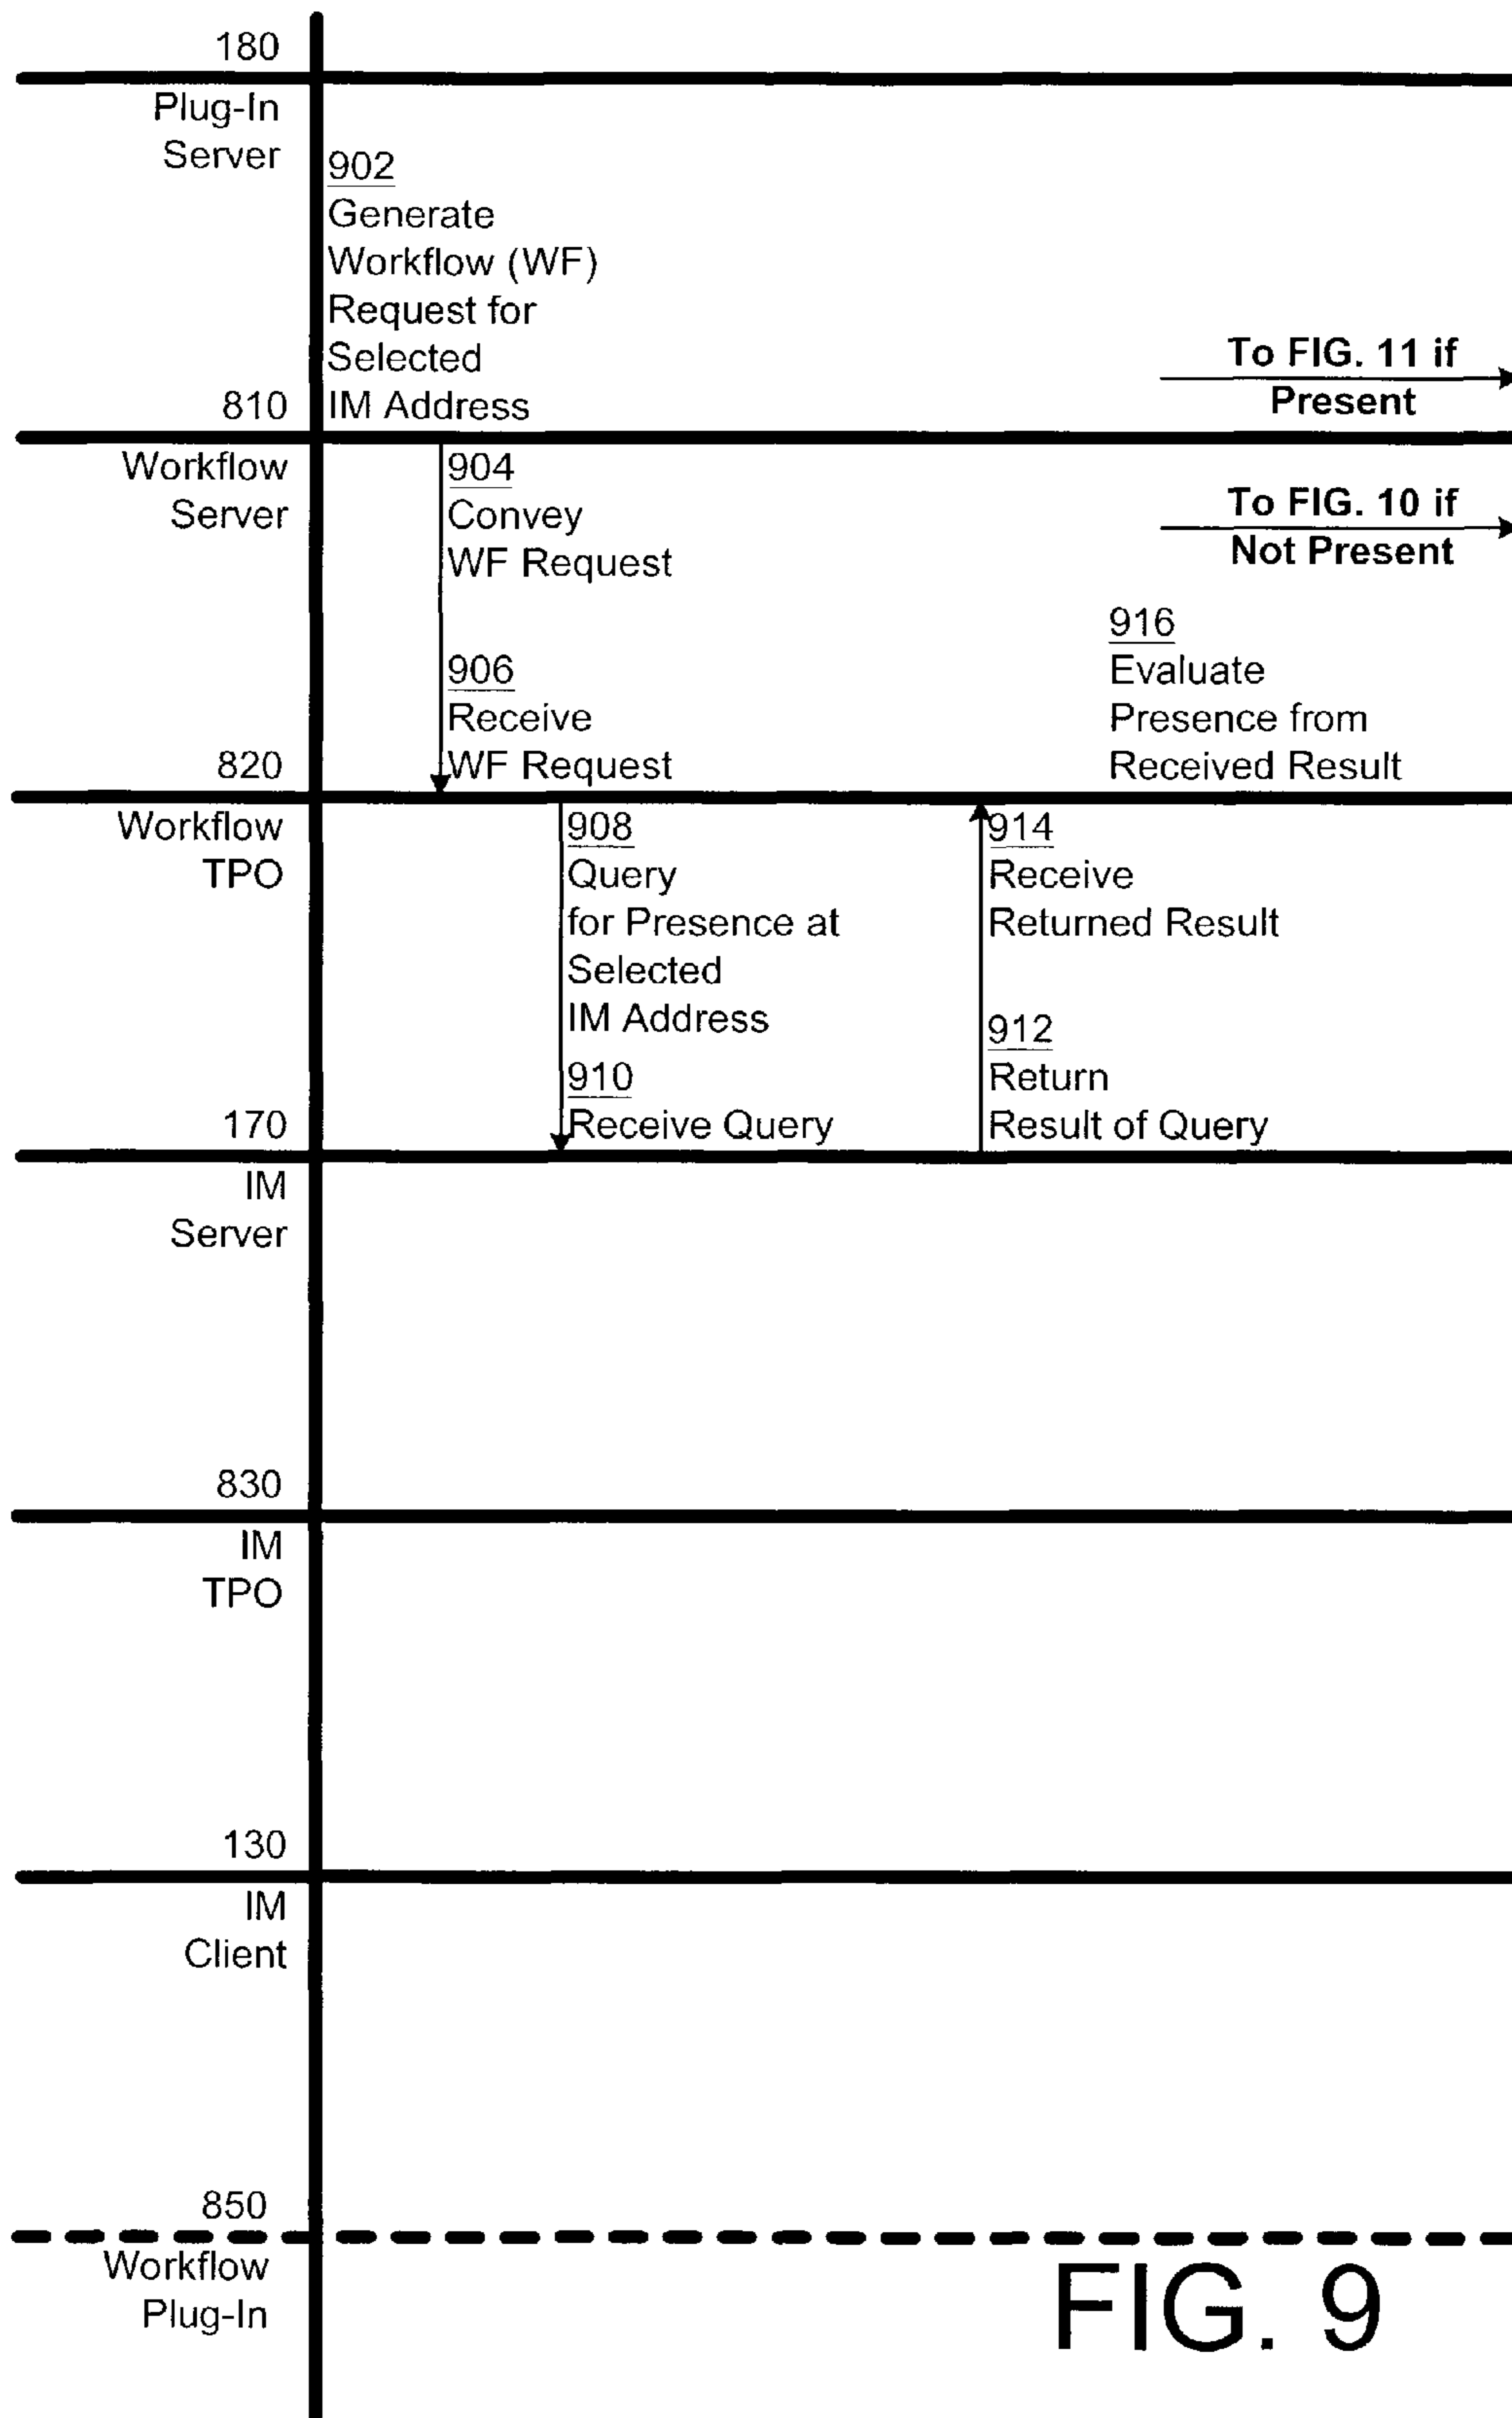 180
Plug-In
Server
902
Generate
Workflow (WF)
Request for
Selected
IM Address
To FIG. 11 if
Present
810
Workflow
Server
904
Convey
WF Request
To FIG. 10 if
Not Present
906
Receive
WF Request
916
Evaluate
Presence from
Received Result
820
Workflow
TPO
908
Query
for Presence at
Selected
IM Address
910
Receive Query
914
Receive
Returned Result
912
Return
Result of Query
170
IM
Server
830
IM
TPO
130
IM
Client
850
Workflow
Plug-In
FIG. 9